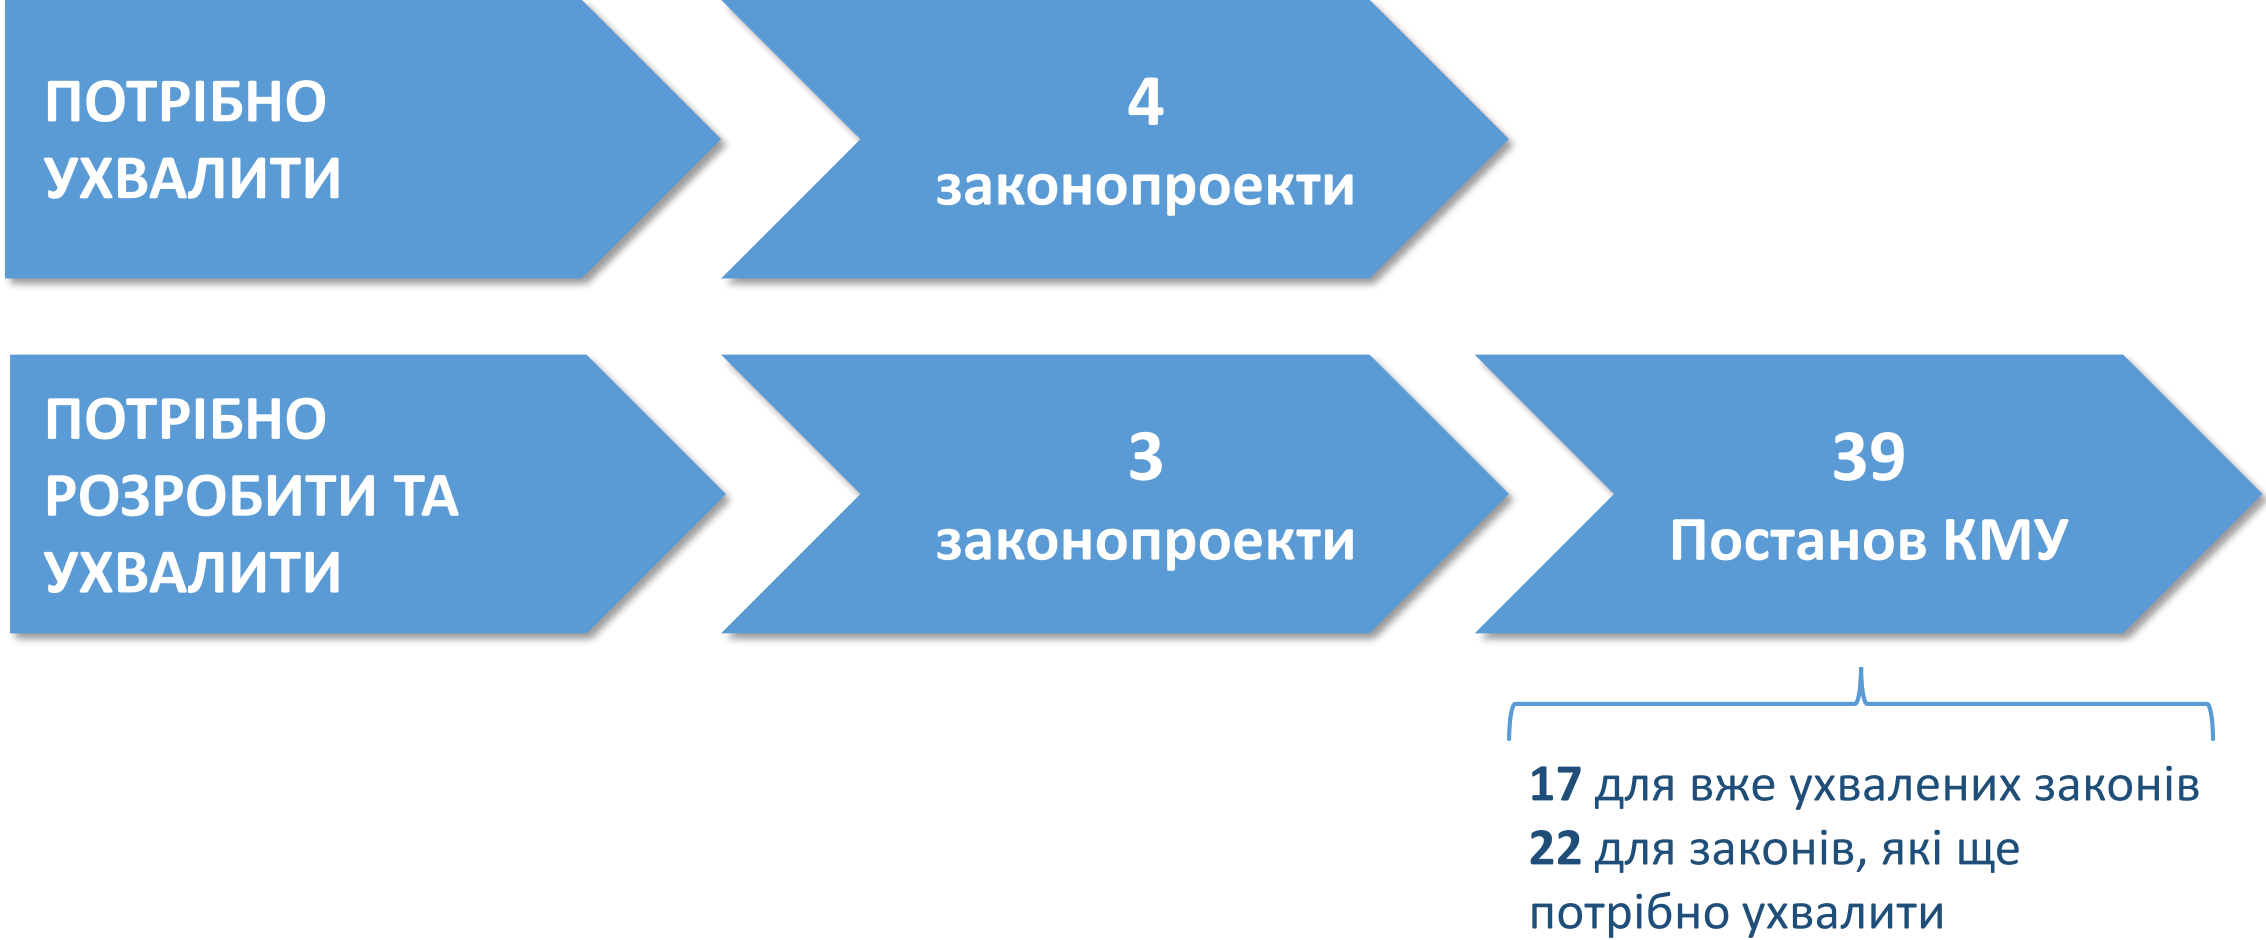 ПОТРІБНО
УХВАЛИТИ
4
законопроекти
ПОТРІБНО
РОЗРОБИТИ ТА
УХВАЛИТИ
3
законопроекти
39
Постанов КМУ
17 для вже ухвалених законів
22 для законів, які ще
потрібно ухвалити